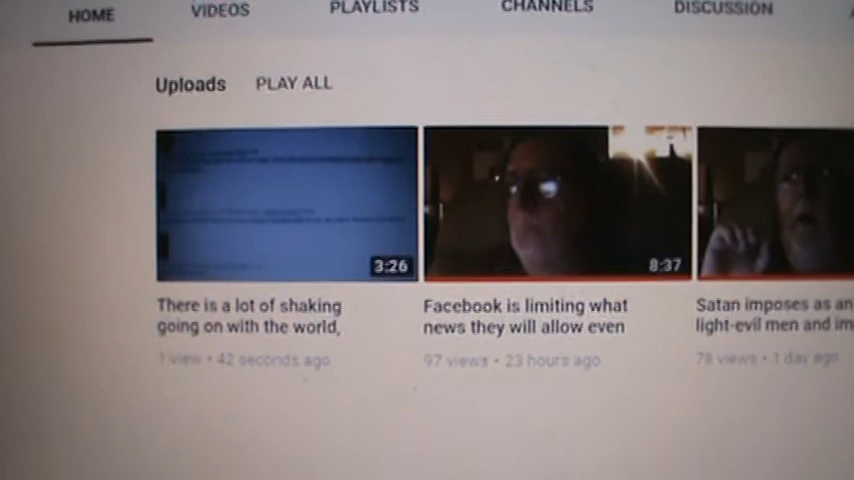 HOME VIDEOS PLAYLISTS CHANNELS DISCUSSION
Uploads PLAY ALL
3:26
8:37
There is a lot of shaking
going on with the world,
1 view • 42 seconds ago
Facebook is limiting what
news they will allow even
97 views • 23 hours ago
Satan imposes as an
light-evil men and im
78 views • 1 day ago